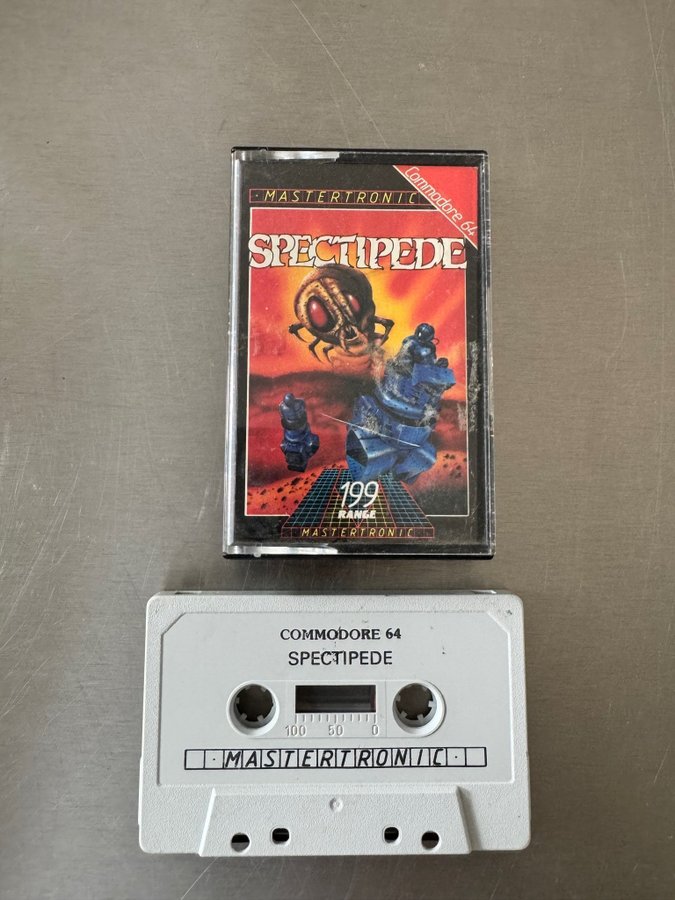 · MASTERTRONIC
Commodore 64
SPECTIPEDE
199
RANGE
· MASTERTRONIC ·
COMMODORE 64
SPECTIPEDE
100 50 0
· MASTERTRONIC ·